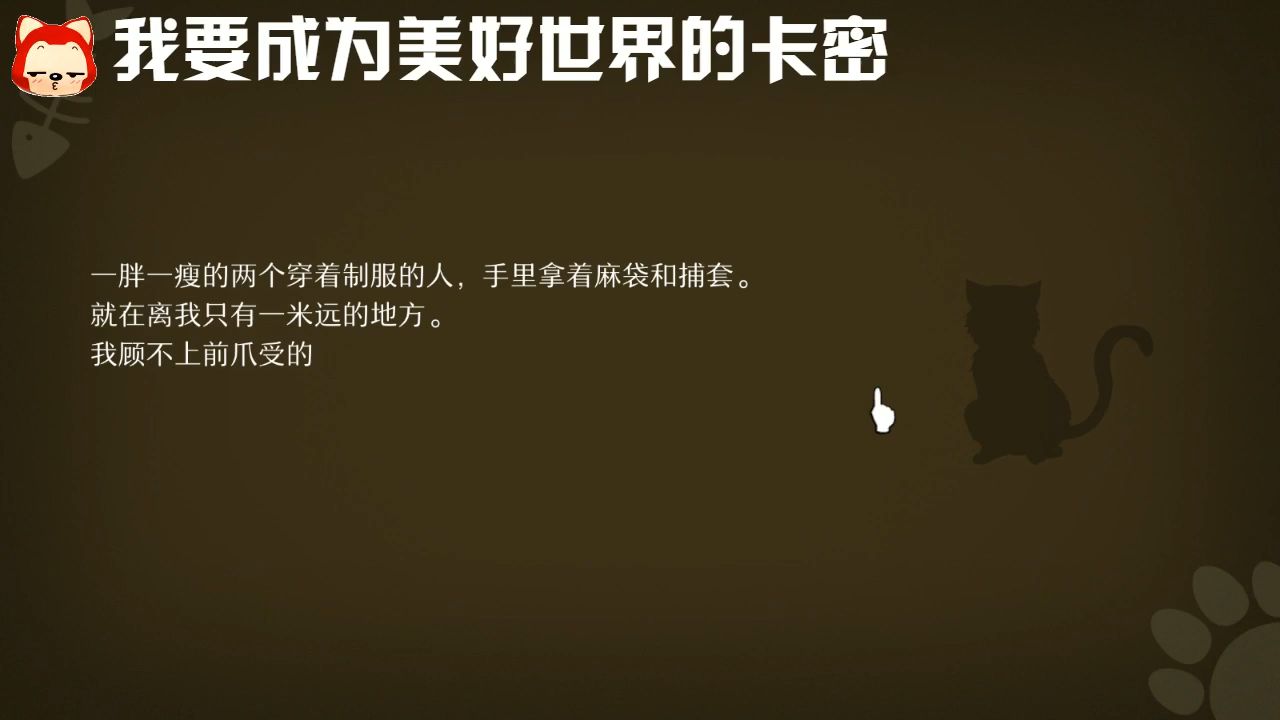 我要成为美好世界的卡密
一胖一瘦的两个穿着制服的人，手里拿着麻袋和捕套。
就在离我只有一米远的地方。
我顾不上前爪受的